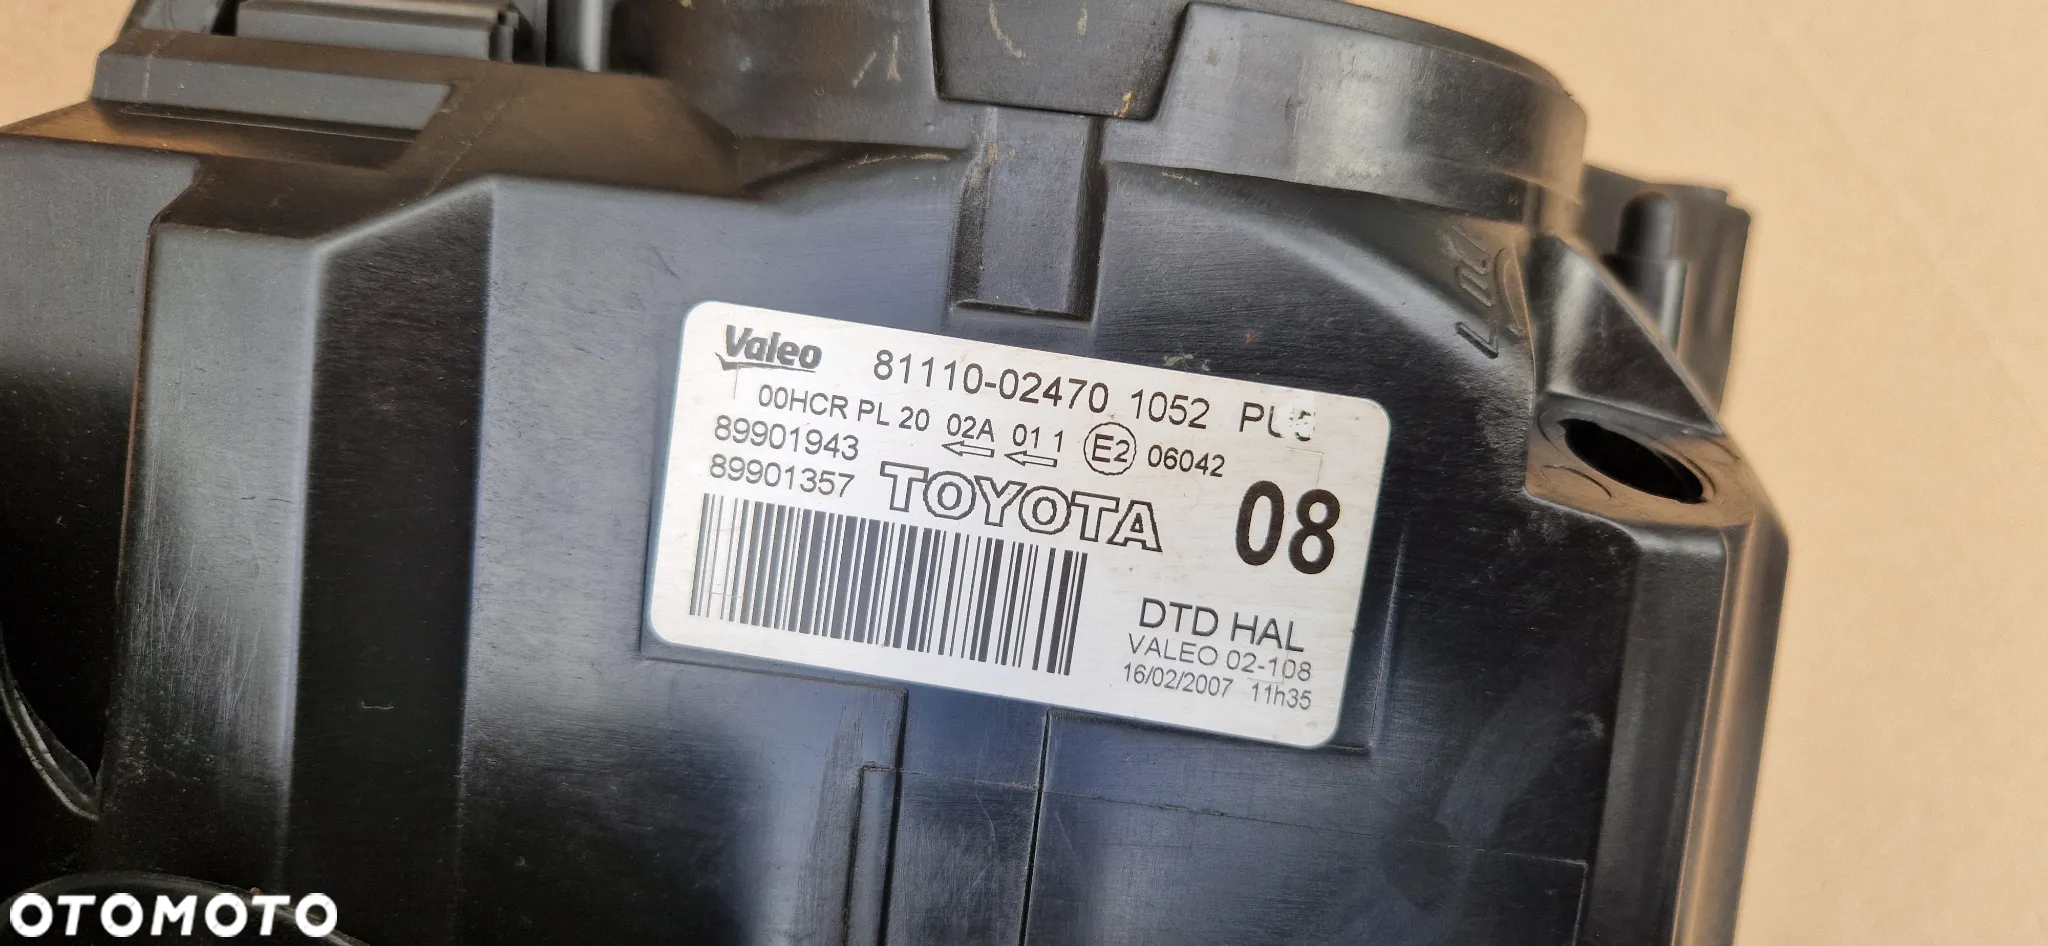 Valeo 81110-02470 1052
00HCR PL 20 02A 01 1 E2 06042
89901943
89901357 TOYOTA 08
DTD HAL
VALEO 02-108
16/02/2007 11h35
OTOMOTO